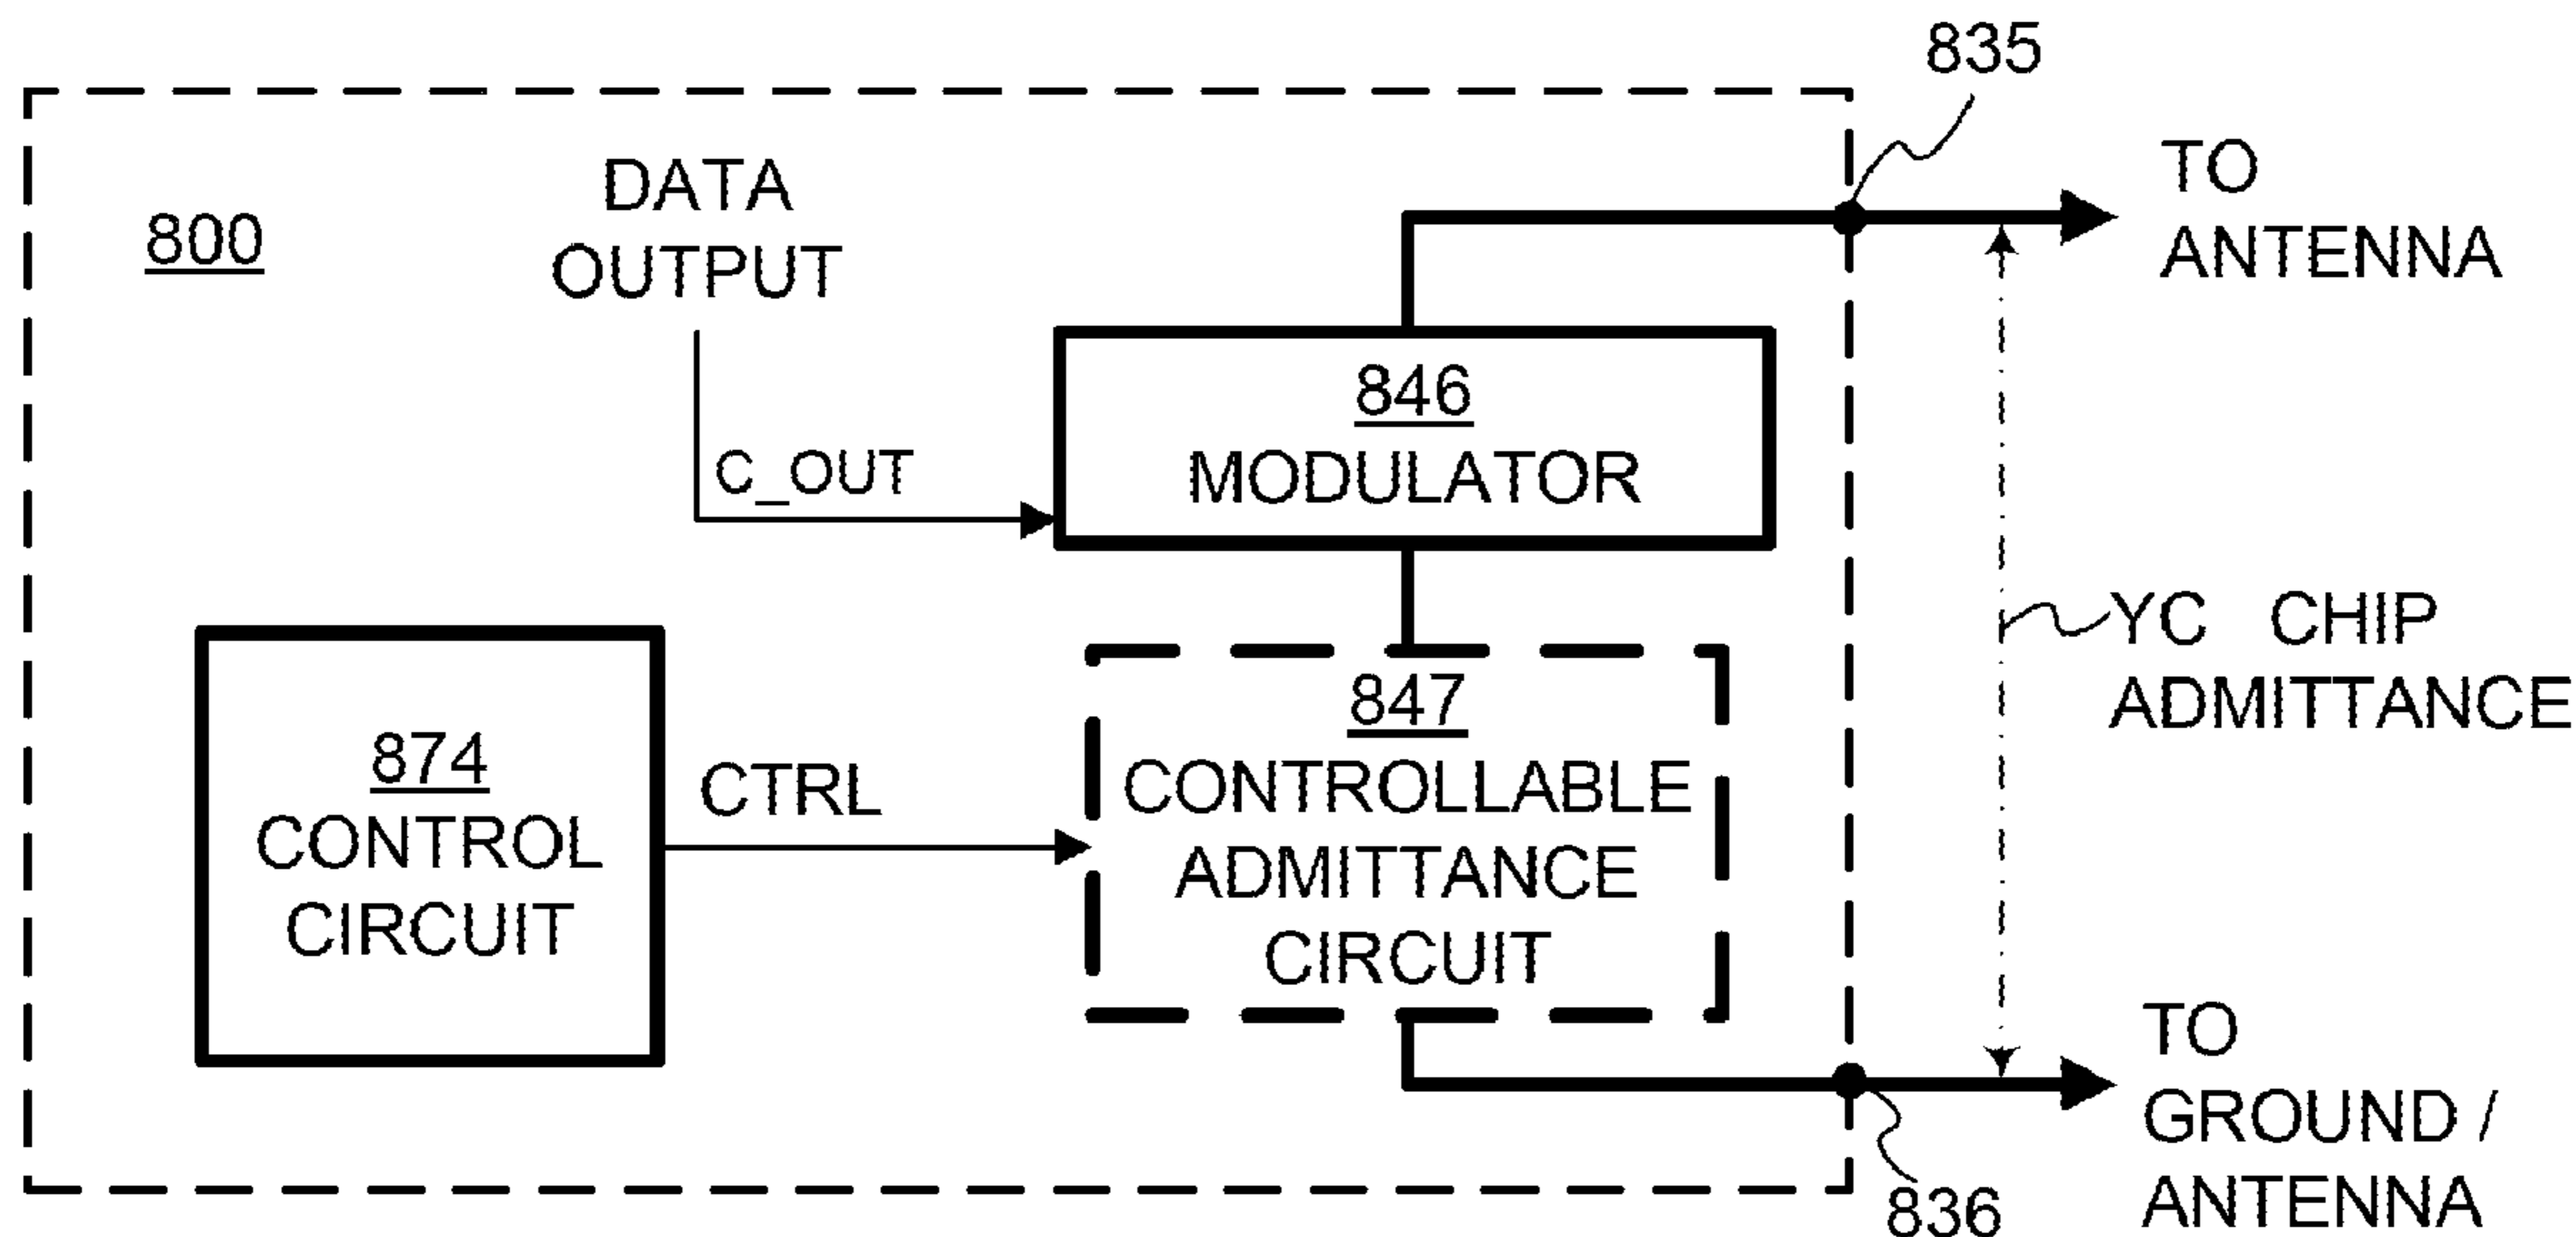 835
TO
ANTENNA
800
DATA
OUTPUT
846
MODULATOR
C_OUT
YC CHIP
ADMITTANCE
847
CONTROLLABLE
ADMITTANCE
CIRCUIT
874
CONTROL
CIRCUIT
CTRL
TO
GROUND /
ANTENNA
836